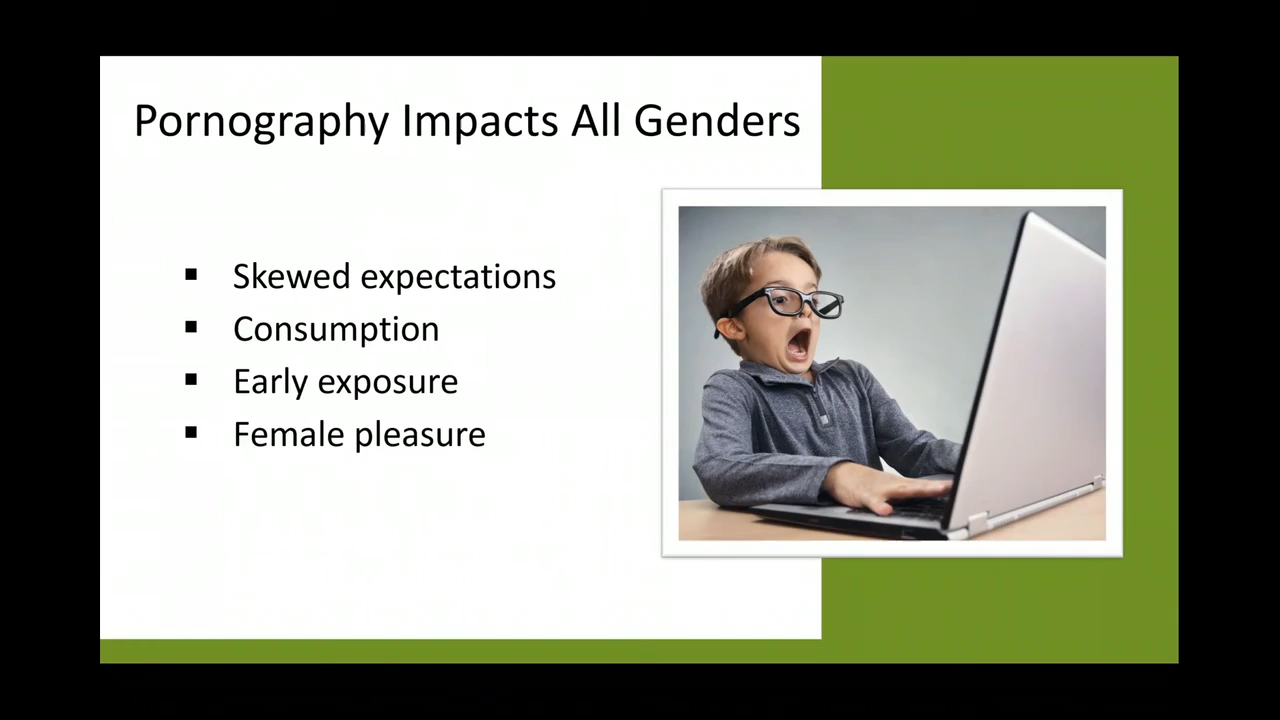 Pornography Impacts All Genders
▪ Skewed expectations
▪ Consumption
▪ Early exposure
▪ Female pleasure